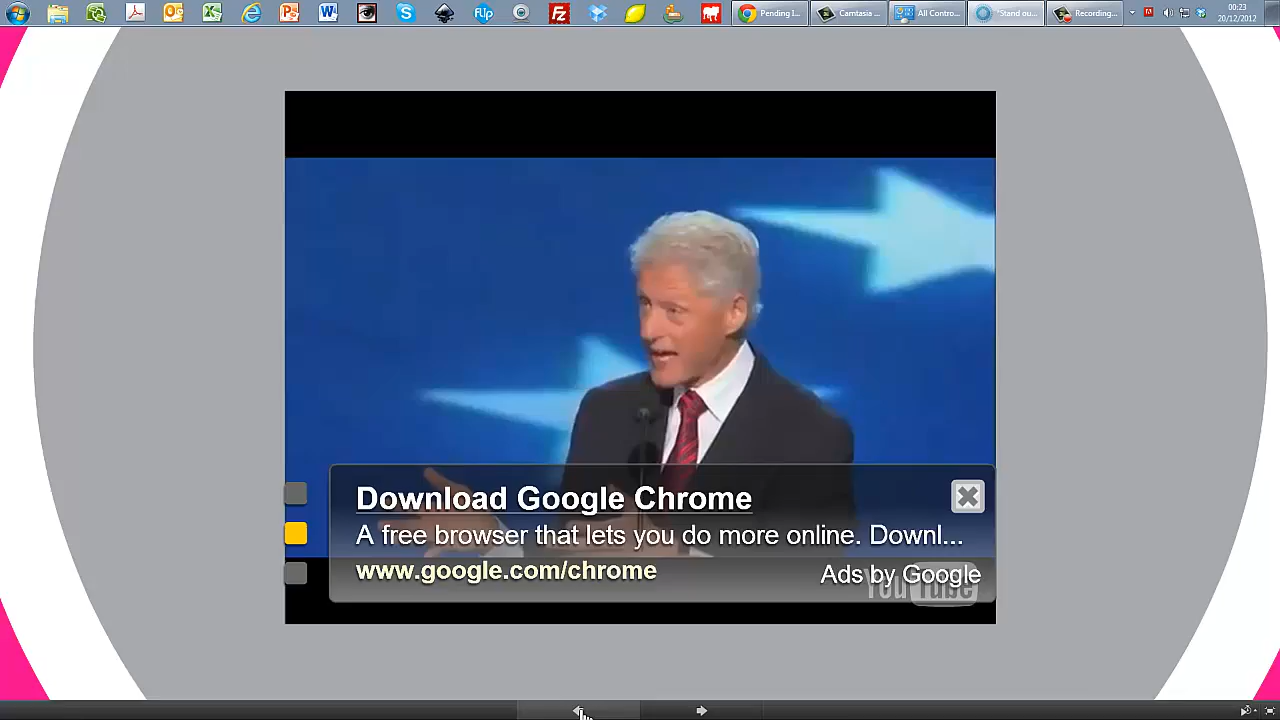 Pending I...
Camtasia ...
All Contro...
"Stand ou...
Recording...
00:23
20/12/2012
Download Google Chrome
A free browser that lets you do more online. Downl...
www.google.com/chrome
Ads by Google
YouTube